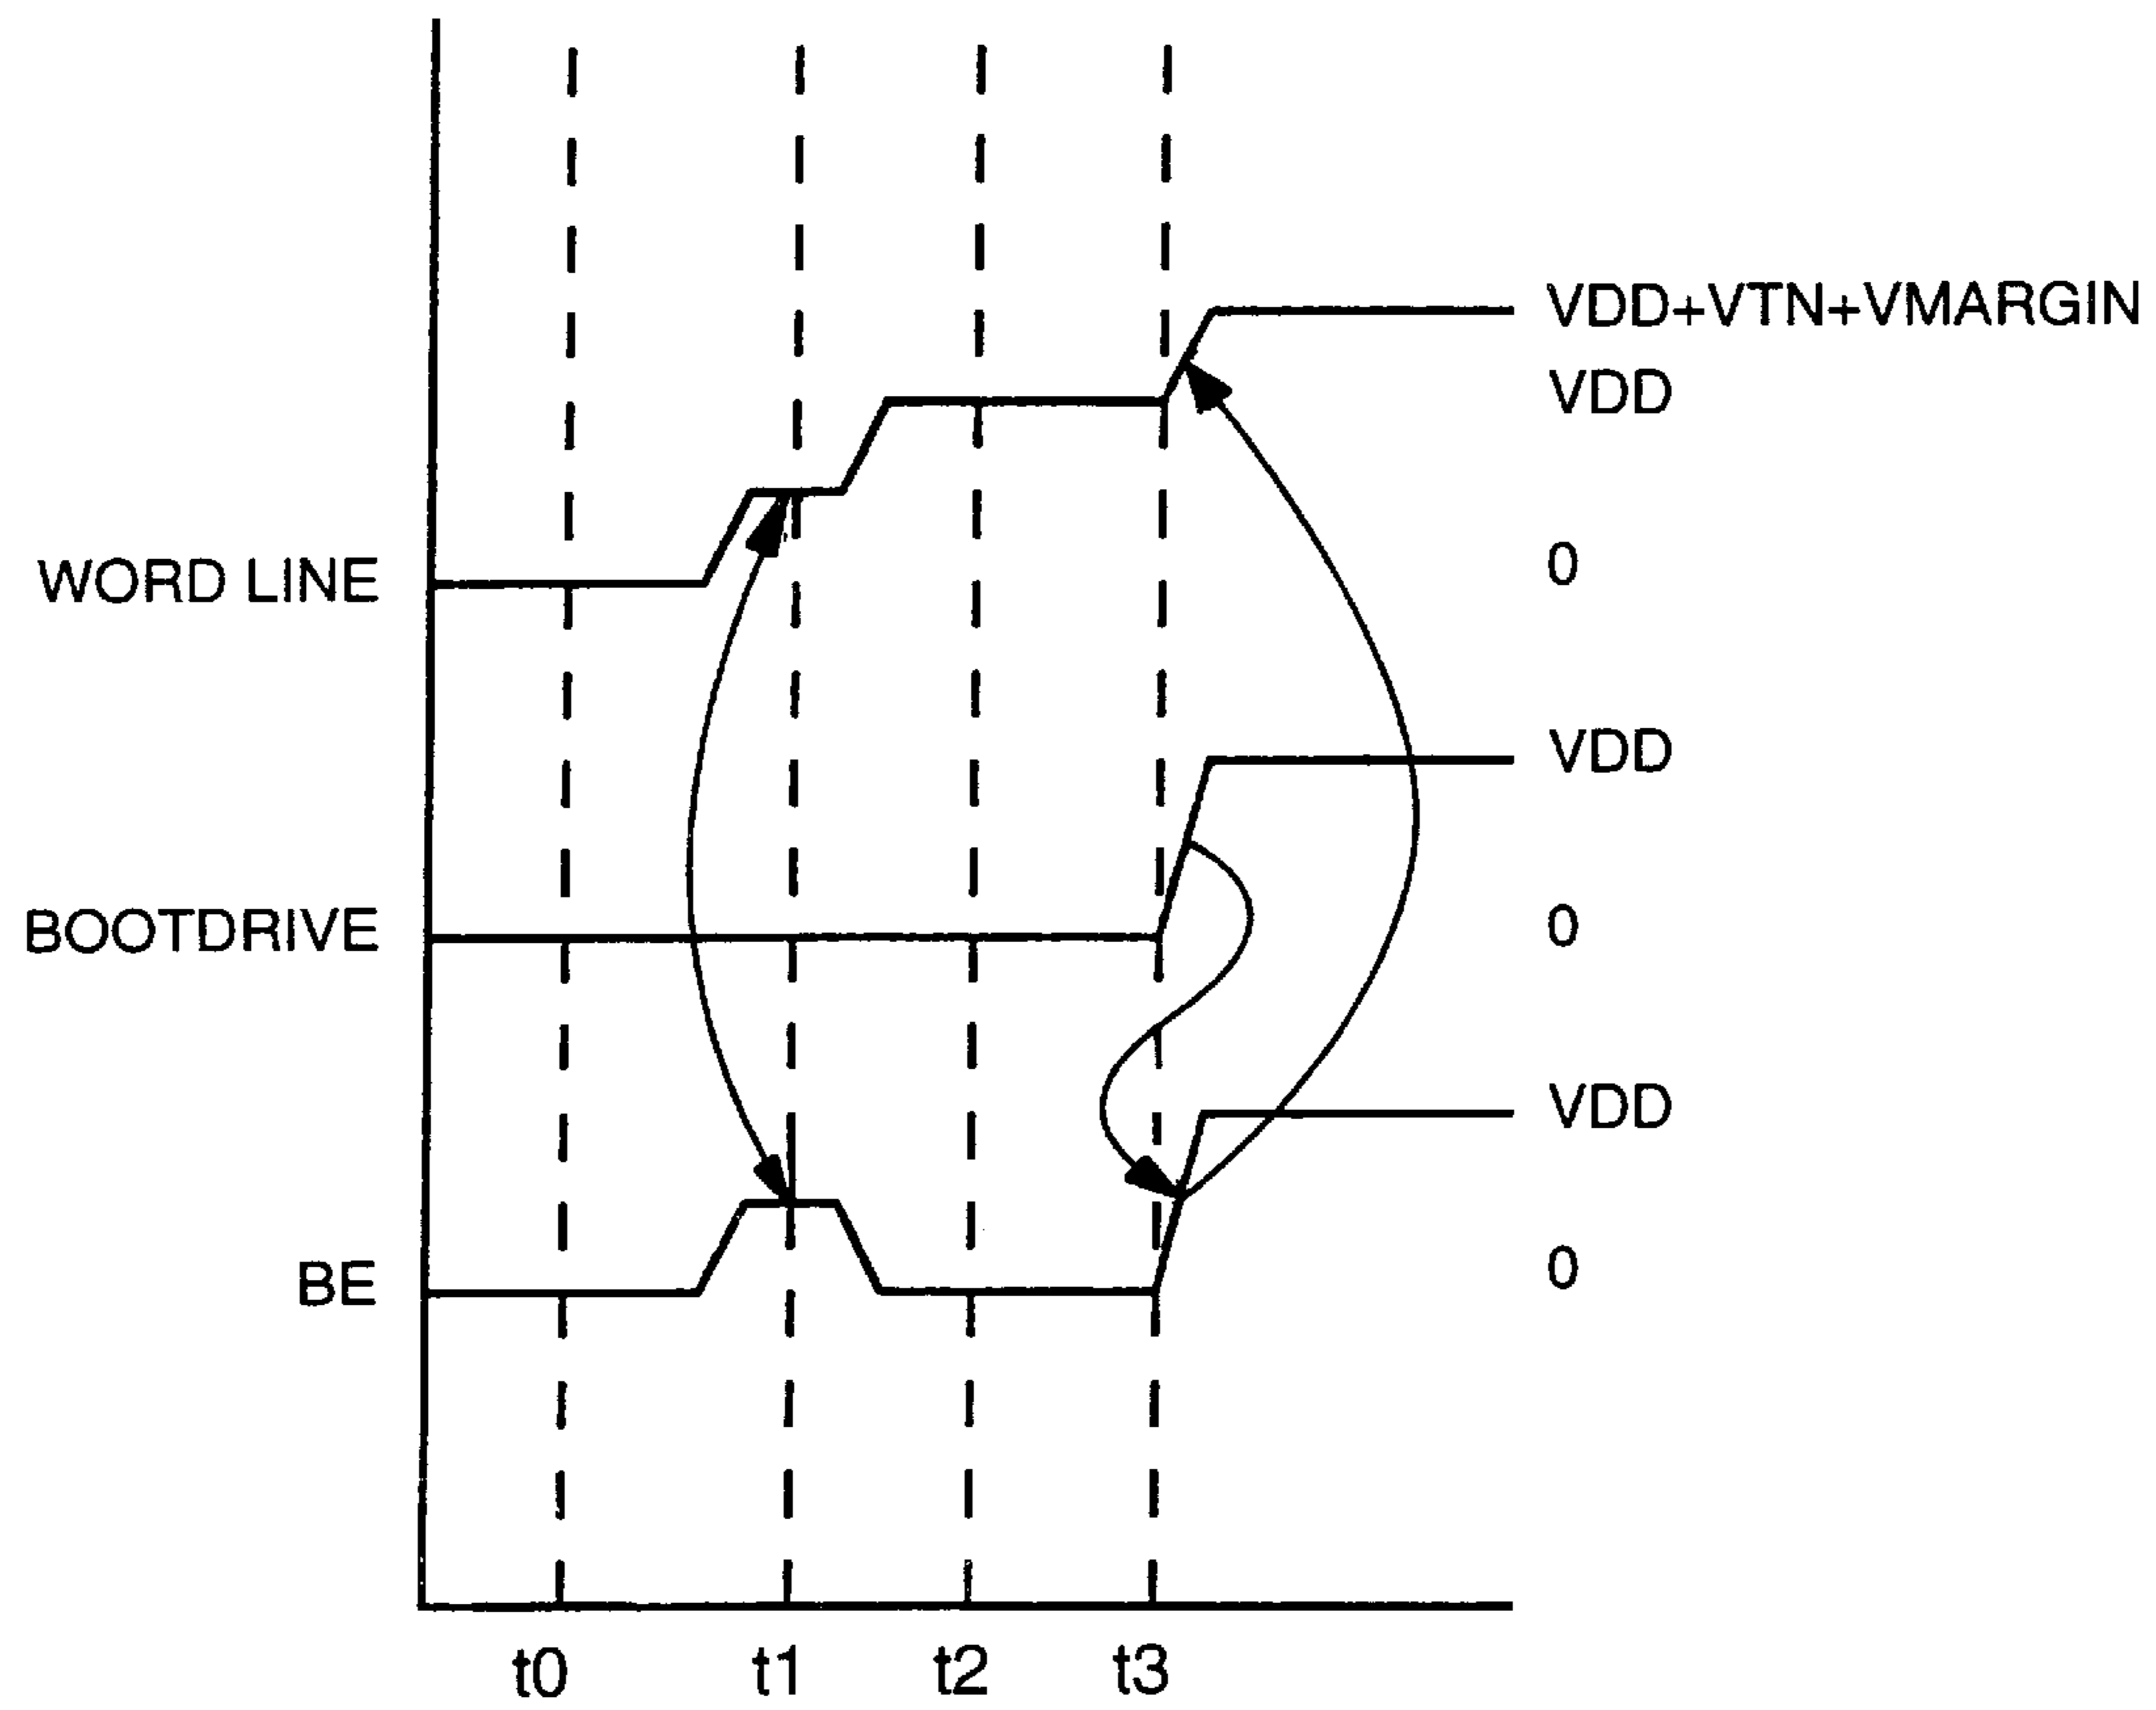 VDD+VTN+VMARGIN
VDD
WORD LINE
0
VDD
BOOTDRIVE
0
VDD
BE
0
t0 t1 t2 t3